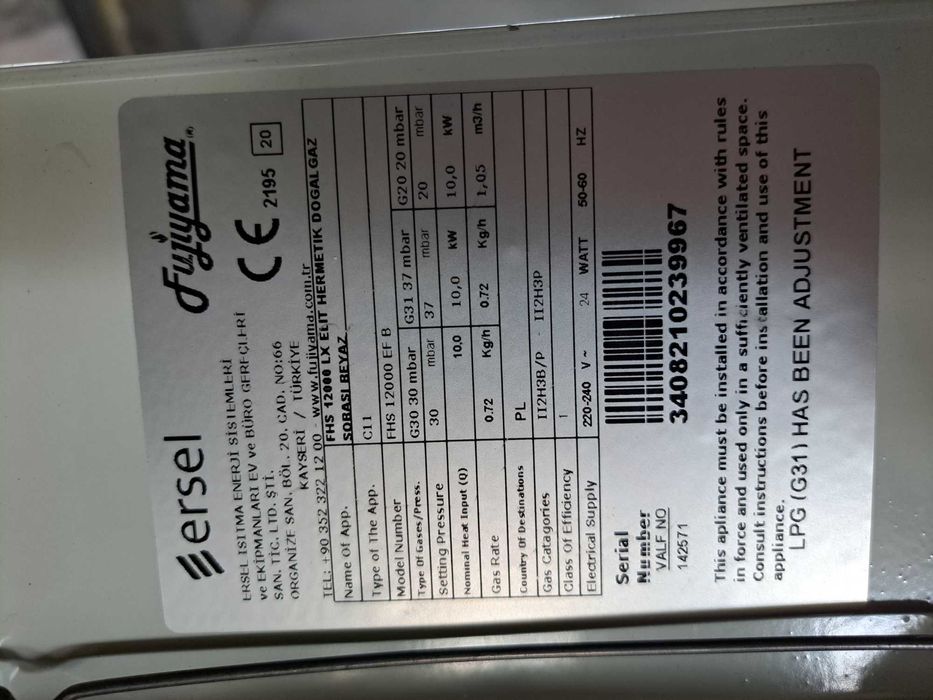 ersel Fujiyama (R)
ERSEL ISITMA ENERJİ SİSTEMLERİ
ve EKİPMANLARI EV ve BÜRO GEREÇLERİ
SAN. TİC. LTD. ŞTİ.
ORGANİZE SAN. BÖL. 20. CAD. NO:66
KAYSERİ / TÜRKİYE
CE 2195 20
TEL: +90 352 322 12 00 - www.fujiyama.com.tr
Name Of App. FHS 12000 LX ELİT HERMETİK DOĞALGAZ SOBASI BEYAZ
Type of The App. C11
Model Number FHS 12000 EF B
Type Of Gases/Press. G30 30 mbar G31 37 mbar G20 20 mbar
Setting Pressure 30 mbar 37 mbar 20 mbar
Nominal Heat Input (Q) 10,0 10,0 kW 10,0 kW
Gas Rate 0.72 Kg/h 0.72 Kg/h 1,05 m3/h
Country Of Destinations PL
Gas Catagories II2H3B/P - II2H3P
Class Of Efficiency 1
Electrical Supply 220-240 V ~ 24 WATT 50-60 HZ
Serial
Number
VALF NO
142571
3408210239967
This appliance must be installed in accordance with rules
in force and used only in a sufficiently ventilated space.
Consult instructions before installation and use of this
appliance.
LPG (G31) HAS BEEN ADJUSTMENT